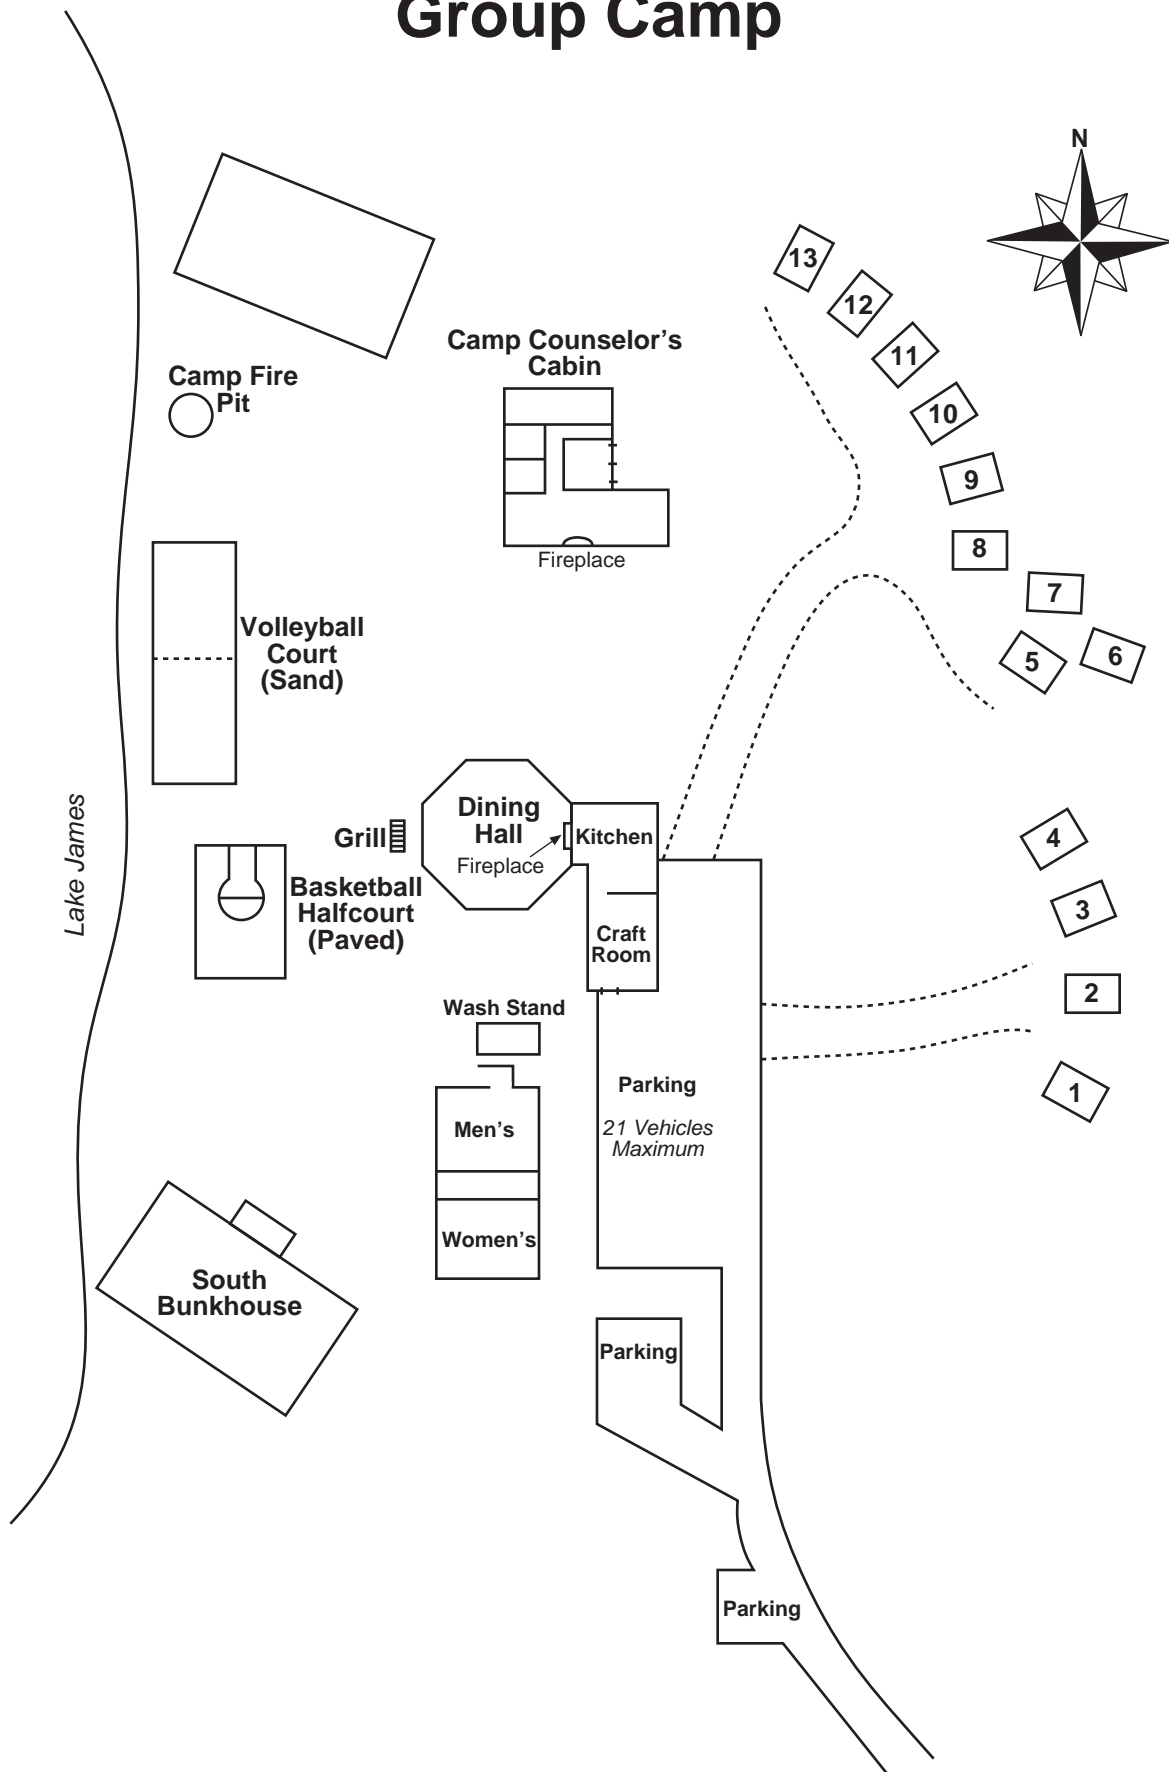 Group Camp
N
13
12
11
10
9
8
7
6
5
4
3
2
1
Camp Counselor's
Cabin
Fireplace
Camp Fire
Pit
Volleyball
Court
(Sand)
Lake James
Grill
Dining
Hall
Fireplace
Kitchen
Basketball
Halfcourt
(Paved)
Craft
Room
Wash Stand
Men's
Women's
Parking
21 Vehicles
Maximum
South
Bunkhouse
Parking
Parking